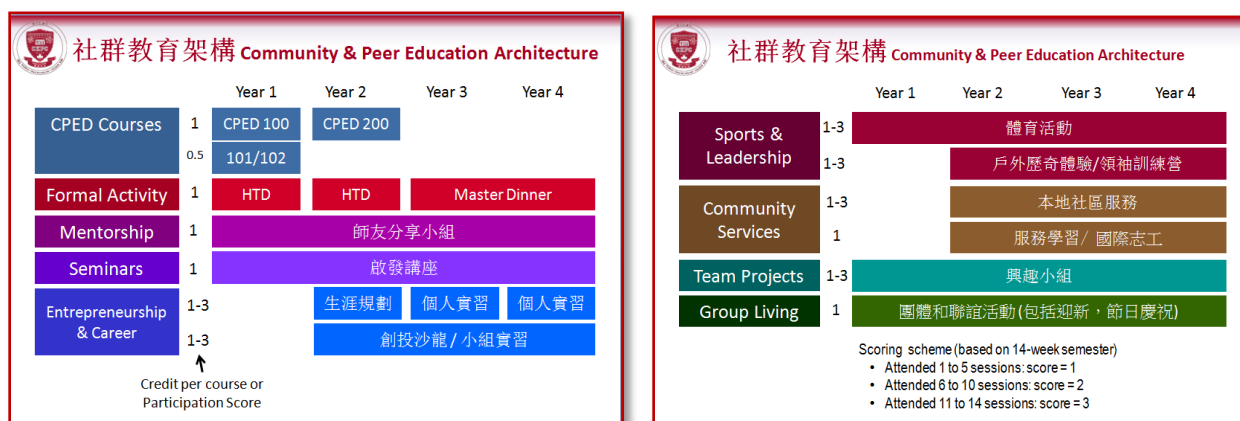 社群教育架構 Community & Peer Education Architecture
Year 1 Year 2 Year 3 Year 4
CPED Courses 1 CPED 100 CPED 200
0.5 101/102
Formal Activity 1 HTD HTD Master Dinner
Mentorship 1 師友分享小組
Seminars 1 啟發講座
Entrepreneurship & Career
1-3 生涯規劃 個人實習 個人實習
1-3 創投沙龍 / 小組實習
Credit per course or
Participation Score
社群教育架構 Community & Peer Education Architecture
Year 1 Year 2 Year 3 Year 4
Sports &
Leadership
1-3 體育活動
1-3 戶外歷奇體驗/領袖訓練營
Community
Services
1-3 本地社區服務
1 服務學習/ 國際志工
Team Projects 1-3 興趣小組
Group Living 1 團體和聯誼活動(包括迎新，節日慶祝)
Scoring scheme (based on 14-week semester)
• Attended 1 to 5 sessions: score = 1
• Attended 6 to 10 sessions: score = 2
• Attended 11 to 14 sessions: score = 3